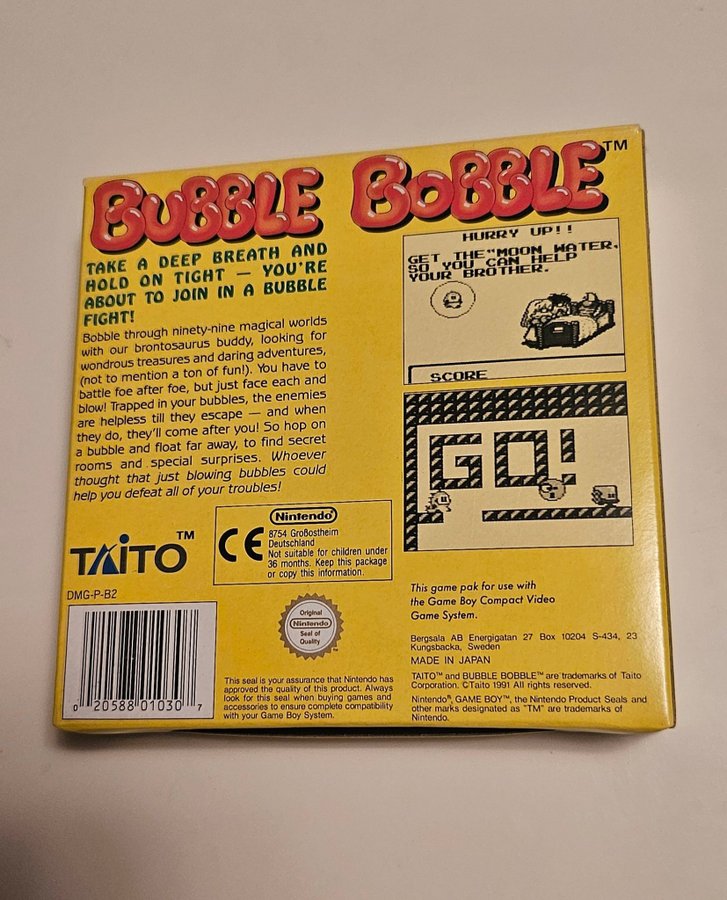 BUBBLE BOBBLE™
TAKE A DEEP BREATH AND
HOLD ON TIGHT — YOU'RE
ABOUT TO JOIN IN A BUBBLE
FIGHT!
Bobble through ninety-nine magical worlds
with our brontosaurus buddy, looking for
wondrous treasures and daring adventures,
(not to mention a ton of fun!). You have to
battle foe after foe, but just face each and
blow! Trapped in your bubbles, the enemies
are helpless till they escape — and when
they do, they'll come after you! So hop on
a bubble and float far away, to find secret
rooms and special surprises. Whoever
thought that just blowing bubbles could
help you defeat all of your troubles!
HURRY UP!!
GET THE "MOON WATER,
SO YOU CAN HELP
YOUR BROTHER.
SCORE
GO!
TAITO™
DMG-P-B2
0 20588 01030 7
CE
Nintendo®
8754 Großostheim
Deutschland
Not suitable for children under
36 months. Keep this package
or copy this information.
Original
Nintendo
Seal of
Quality
This seal is your assurance that Nintendo has
approved the quality of this product. Always
look for this seal when buying games and
accessories to ensure complete compatibility
with your Game Boy System.
This game pak for use with
the Game Boy Compact Video
Game System.
Bergsala AB Energigatan 27 Box 10204 S-434, 23
Kungsbacka, Sweden
MADE IN JAPAN
TAITO™ and BUBBLE BOBBLE™ are trademarks of Taito
Corporation. ©Taito 1991 All rights reserved.
Nintendo®, GAME BOY™, the Nintendo Product Seals and
other marks designated as "TM" are trademarks of
Nintendo.